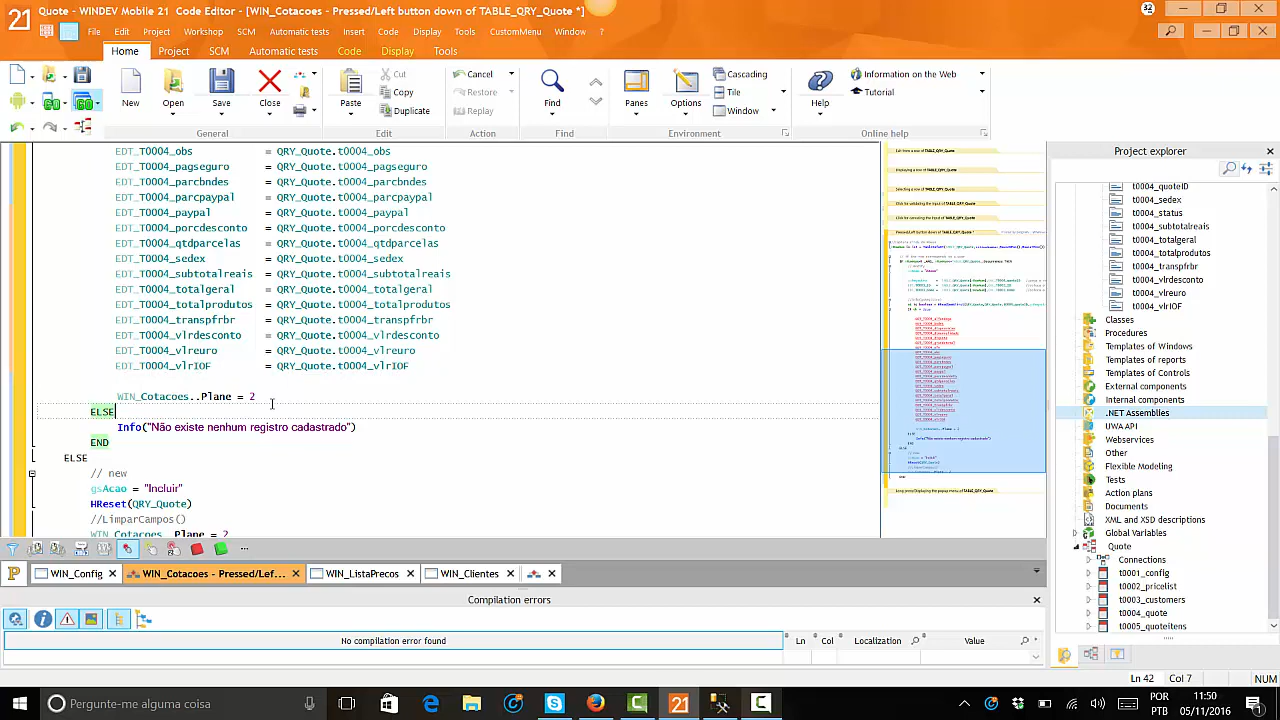 21 Quote - WINDEV Mobile 21 Code Editor - [WIN_Cotacoes - Pressed/Left button down of TABLE_QRY_Quote *] 32
File Edit Project Workshop SCM Automatic tests Insert Code Display Tools CustomMenu Window ?
Home Project SCM Automatic tests Code Display Tools
New Open Save Close Paste Cut Copy Duplicate Cancel Restore Replay Find Panes Options Cascading Tile Window Help Information on the Web Tutorial
General Edit Action Find Environment Online help
EDT_T0004_obs = QRY_Quote.t0004_obs
EDT_T0004_pagseguro = QRY_Quote.t0004_pagseguro
EDT_T0004_parcbndes = QRY_Quote.t0004_parcbndes
EDT_T0004_parcpaypal = QRY_Quote.t0004_parcpaypal
EDT_T0004_paypal = QRY_Quote.t0004_paypal
EDT_T0004_porcdesconto = QRY_Quote.t0004_porcdesconto
EDT_T0004_qtdparcelas = QRY_Quote.t0004_qtdparcelas
EDT_T0004_sedex = QRY_Quote.t0004_sedex
EDT_T0004_subtotalreais = QRY_Quote.t0004_subtotalreais
EDT_T0004_totalgeral = QRY_Quote.t0004_totalgeral
EDT_T0004_totalprodutos = QRY_Quote.t0004_totalprodutos
EDT_T0004_transpfrbr = QRY_Quote.t0004_transpfrbr
EDT_T0004_vlrdesconto = QRY_Quote.t0004_vlrdesconto
EDT_T0004_vlreuro = QRY_Quote.t0004_vlreuro
EDT_T0004_vlrIOF = QRY_Quote.t0004_vlrIOF
ELSE
END
ELSE
// new
gsAcao = "Incluir"
HReset(QRY_Quote)
//LimparCampos()
WIN_Cotacoes..Plane = 2
WIN_Config WIN_Cotacoes - Pressed/Left... WIN_ListaPrecos WIN_Clientes
Compilation errors
No compilation error found Ln Col Localization Value
Project explorer
t0004_quoteID
t0004_sedex
t0004_status
t0004_subtotalreais
t0004_totalgeral
t0004_totalprodutos
t0004_transpfrbr
t0004_vlrdesconto
t0004_vlreuro
t0004_vlrIOF
Classes
Procedures
Templates of Windows
Templates of reports
Templates of Controls
External components
Internal components
.NET Assemblies
UWA API
Webservices
Other
Flexible Modeling
Tests
Action plans
Documents
XML and XSD descriptions
Global Variables
Quote
Connections
t0001_config
t0002_pricelist
t0003_customers
t0004_quote
t0005_quoteitens
Ln 42 Col 7 NUM
Pergunte-me alguma coisa
21
POR 11:50
PTB 05/11/2016